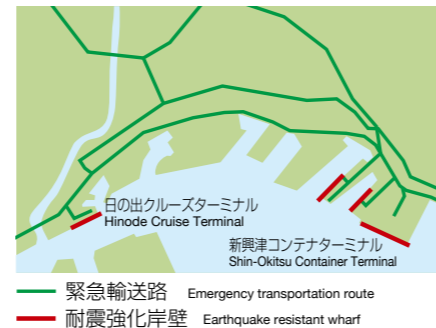 日の出クルーズターミナル
Hinode Cruise Terminal
新興津コンテナターミナル
Shin-Okitsu Container Terminal
緊急輸送路 Emergency transportation route
耐震強化岸壁 Earthquake resistant wharf